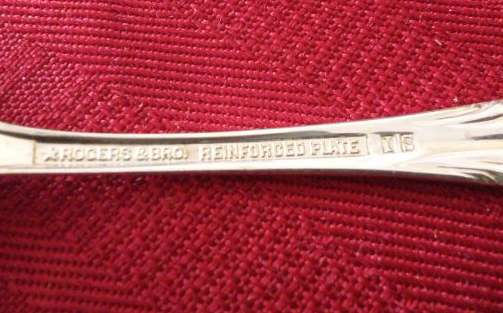 ★ ROGERS & BRO. REINFORCED PLATE I S